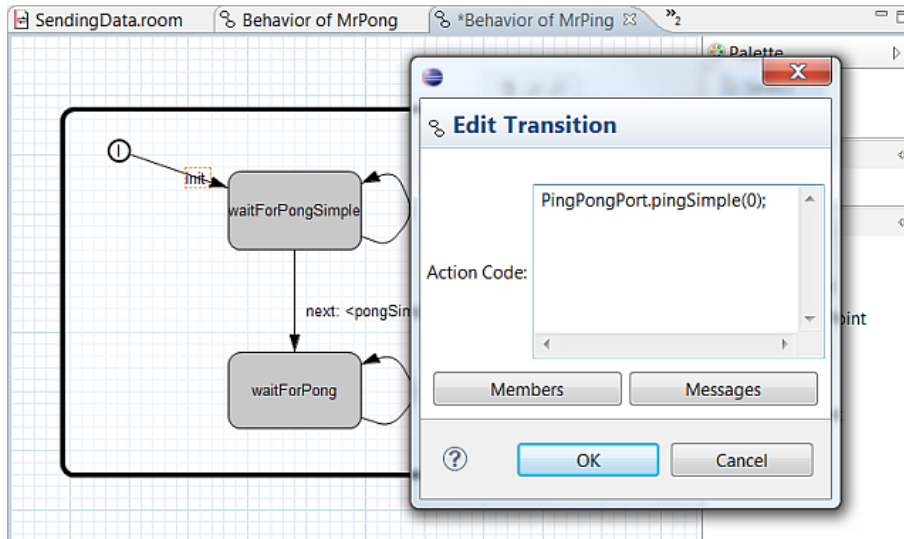 SendingData.room
Behavior of MrPong
*Behavior of MrPing
»2
Palette
Edit Transition
I
init
waitForPongSimple
PingPongPort.pingSimple(0);
Action Code:
next: <pongSim
oint
waitForPong
Members
Messages
?
OK
Cancel